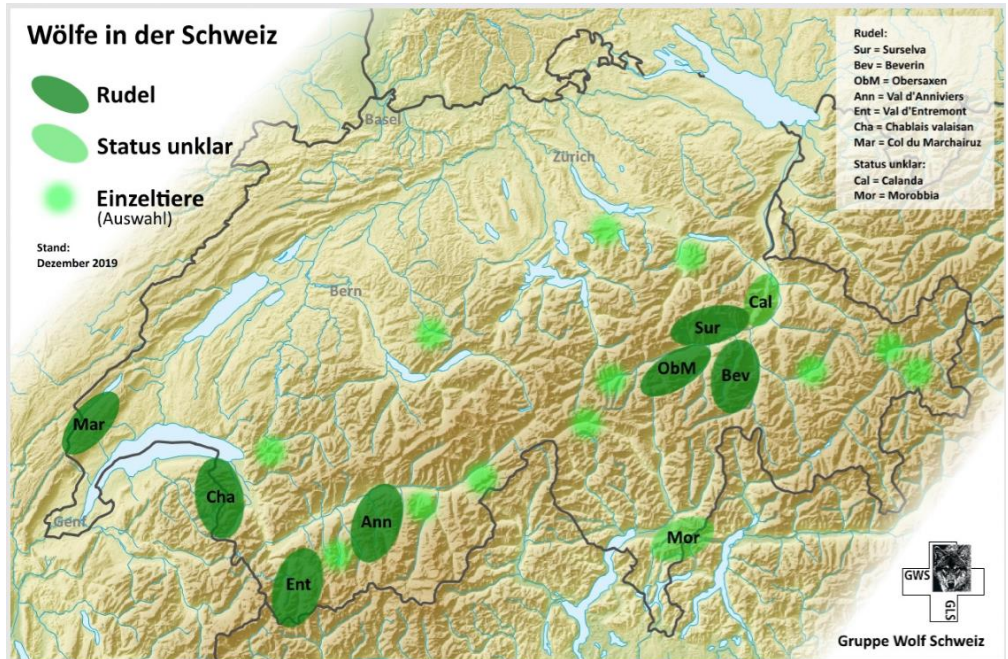 Wölfe in der Schweiz
Rudel
Status unklar
Einzeltiere
(Auswahl)
Stand:
Dezember 2019
Rudel:
Sur = Surselva
Bev = Beverin
ObM = Obersaxen
Ann = Val d'Anniviers
Ent = Val d'Entremont
Cha = Chablais valaisan
Mar = Col du Marchairuz
Status unklar:
Cal = Calanda
Mor = Morobbia
Basel
Zürich
Bern
Cal
Sur
ObM
Bev
Mar
Cha
Gent
Ann
Mor
Ent
GWS
GLS
Gruppe Wolf Schweiz